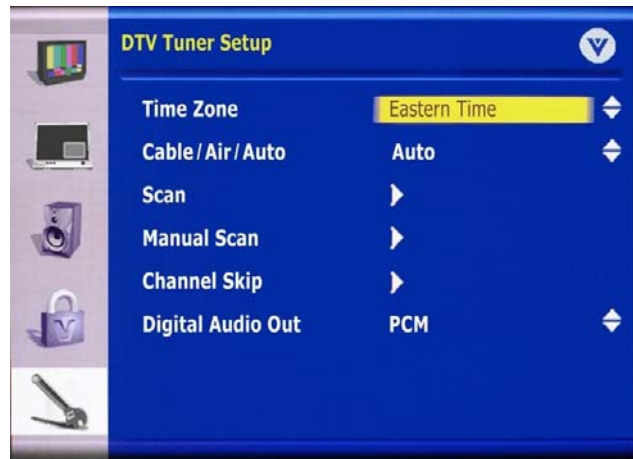 DTV Tuner Setup
Time Zone Eastern Time
Cable/Air/Auto Auto
Scan
Manual Scan
Channel Skip
Digital Audio Out PCM